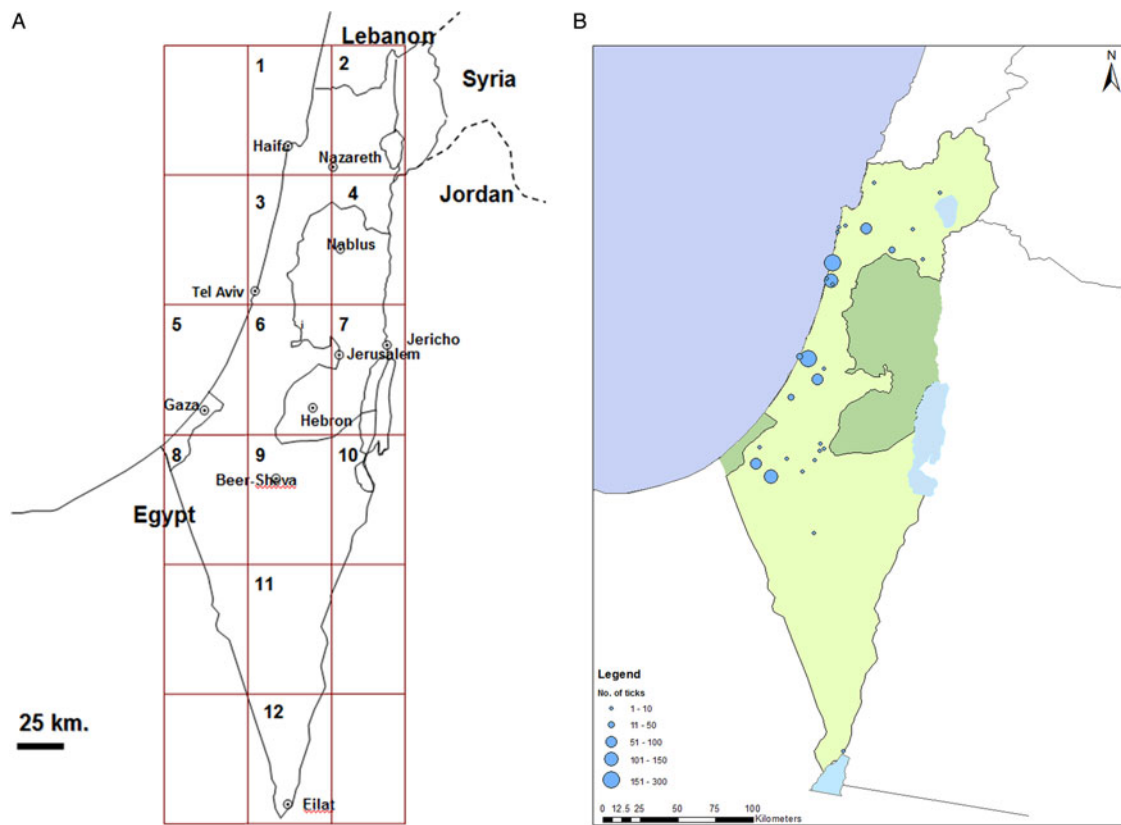 A
Lebanon
1
2
Syria
Haifa
Nazareth
3
4
Jordan
Nablus
Tel Aviv
5
6
7
Jericho
Jerusalem
Gaza
Hebron
8
9
10
Beer-Sheva
Egypt
11
25 km.
12
Eilat
B
N
Legend
No. of ticks
1 - 10
11 - 50
51 - 100
101 - 150
151 - 300
0 12.5 25 50 75 100
Kilometers